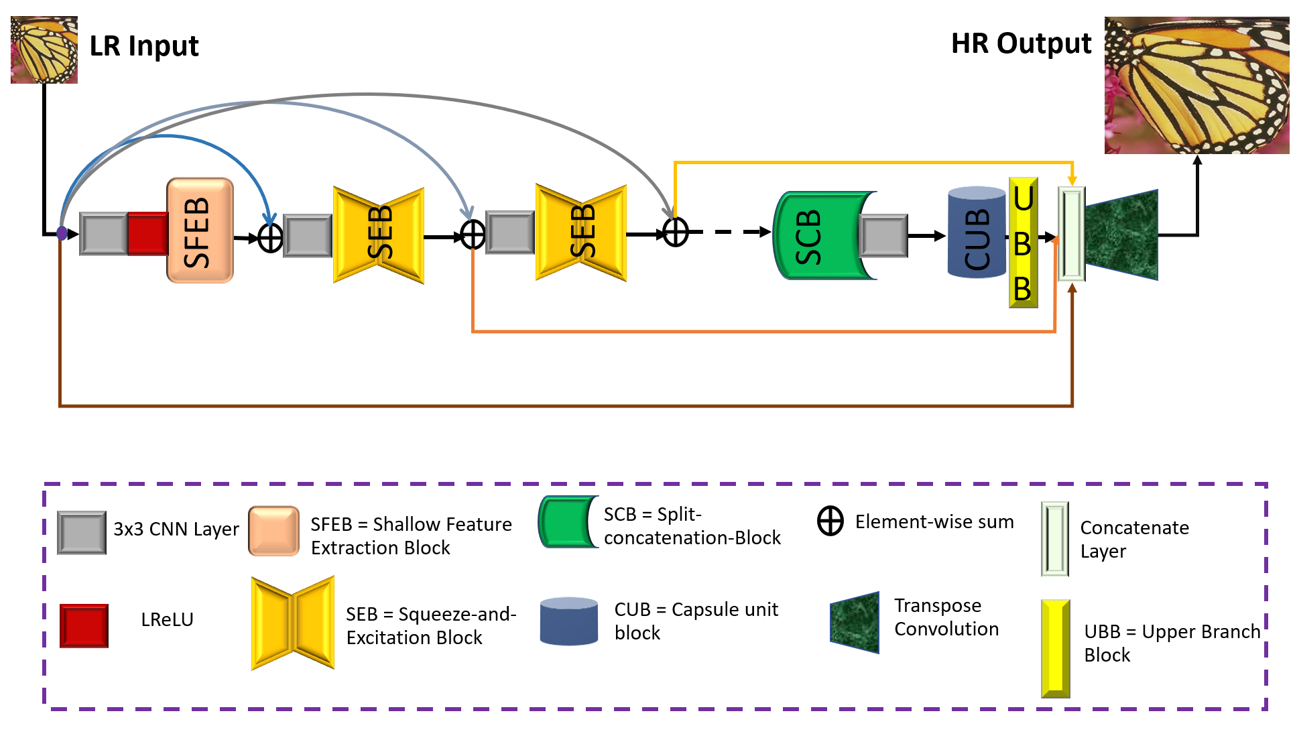 LR Input
HR Output
SFEB
SEB
SEB
SCB
CUB
U
B
B
3x3 CNN Layer
SFEB = Shallow Feature
Extraction Block
SCB = Split-
concatenation-Block
Element-wise sum
Concatenate
Layer
LReLU
SEB = Squeeze-and-
Excitation Block
CUB = Capsule unit
block
Transpose
Convolution
UBB = Upper Branch
Block